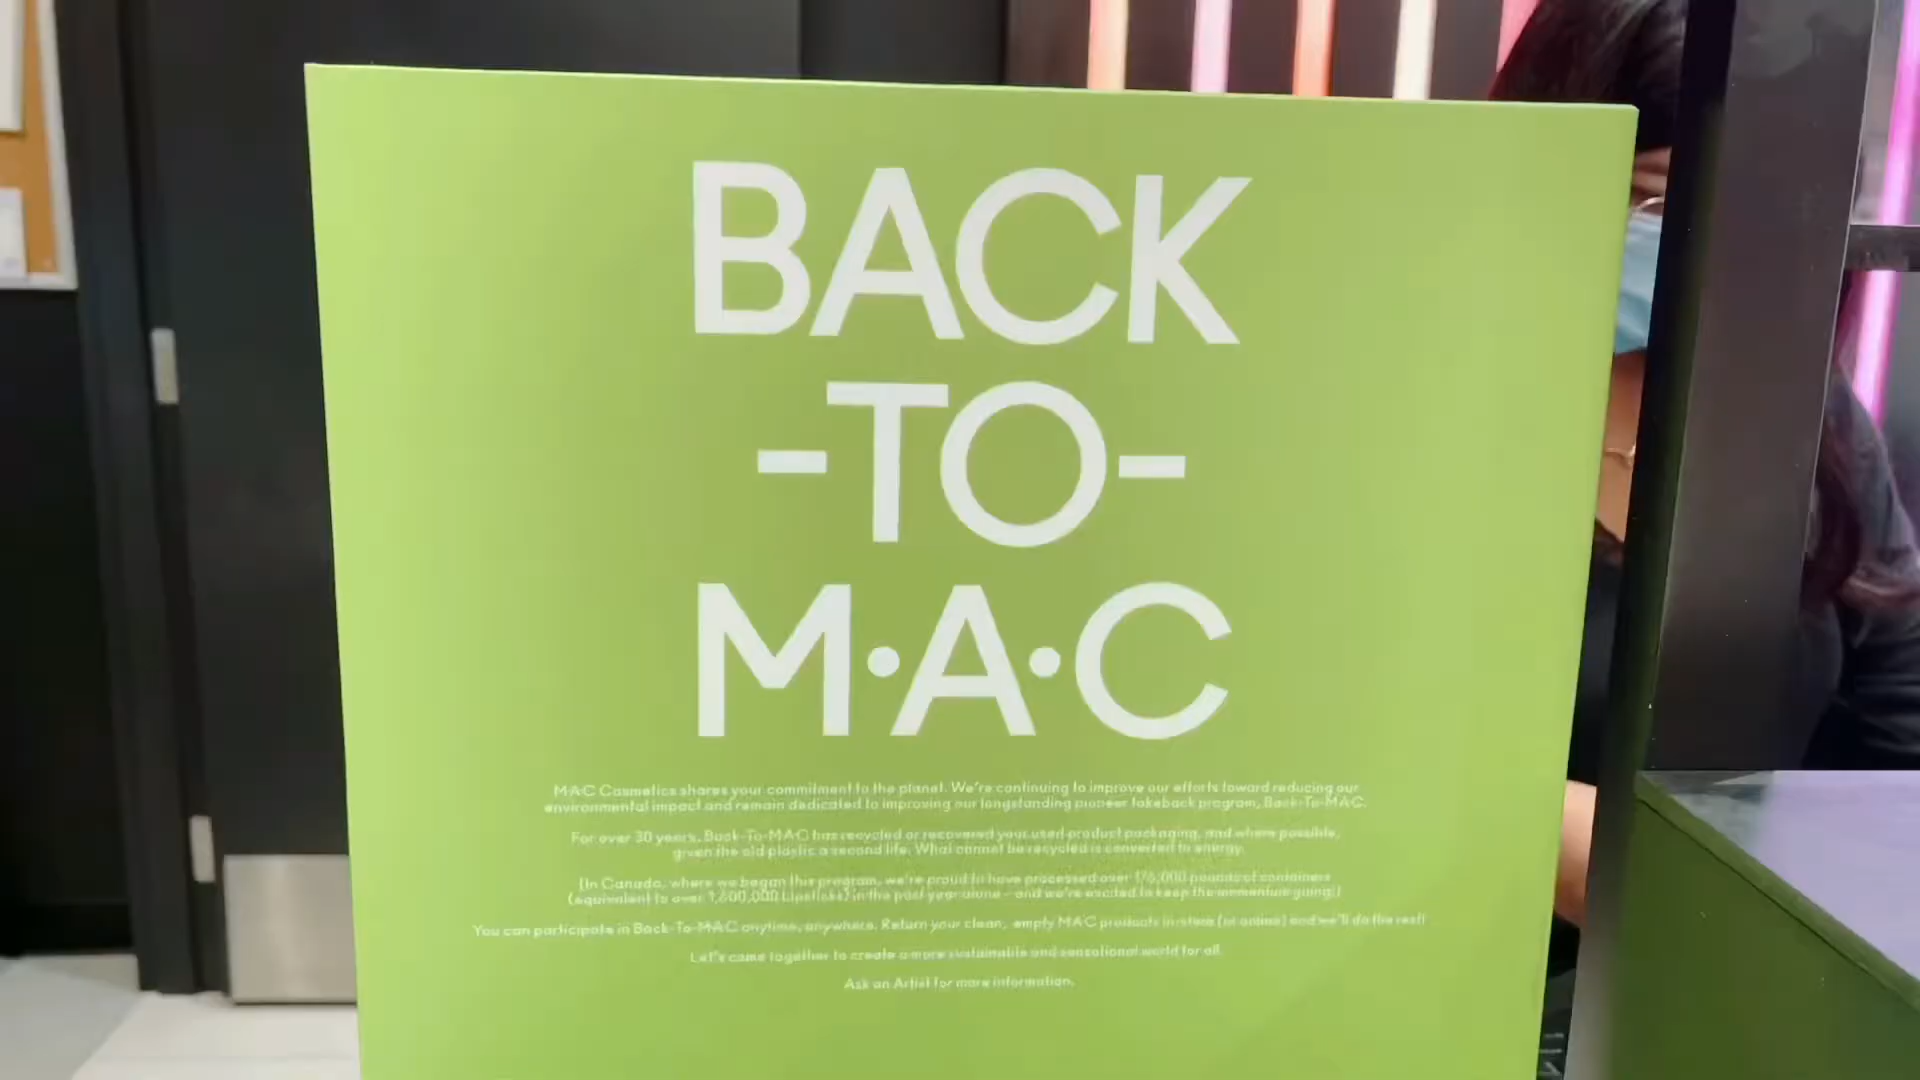 BACK
-TO-
M·A·C
MAC Cosmetics shares your commitment to the planet. We're continuing to improve our efforts toward reducing our
environmental impact and remain dedicated to improving our longstanding pioneer takeback program, Back-To-MAC.
For over 30 years, Back-To-MAC has recycled or recovered your used product packaging, and where possible,
given the old plastic a second life. What cannot be recycled is converted to energy.
(In Canada, where we began this program, we're proud to have processed over pounds of containers
(equivalent to over 1,600,000 Lipsticks) in the past year alone - and we're excited to keep the momentum going!)
You can participate in Back-To-MAC anytime, anywhere. Return your clean, empty MAC products in-store (or online) and we'll do the rest!
Let's come together to create a more sustainable and sensational world for all.
Ask an Artist for more information.